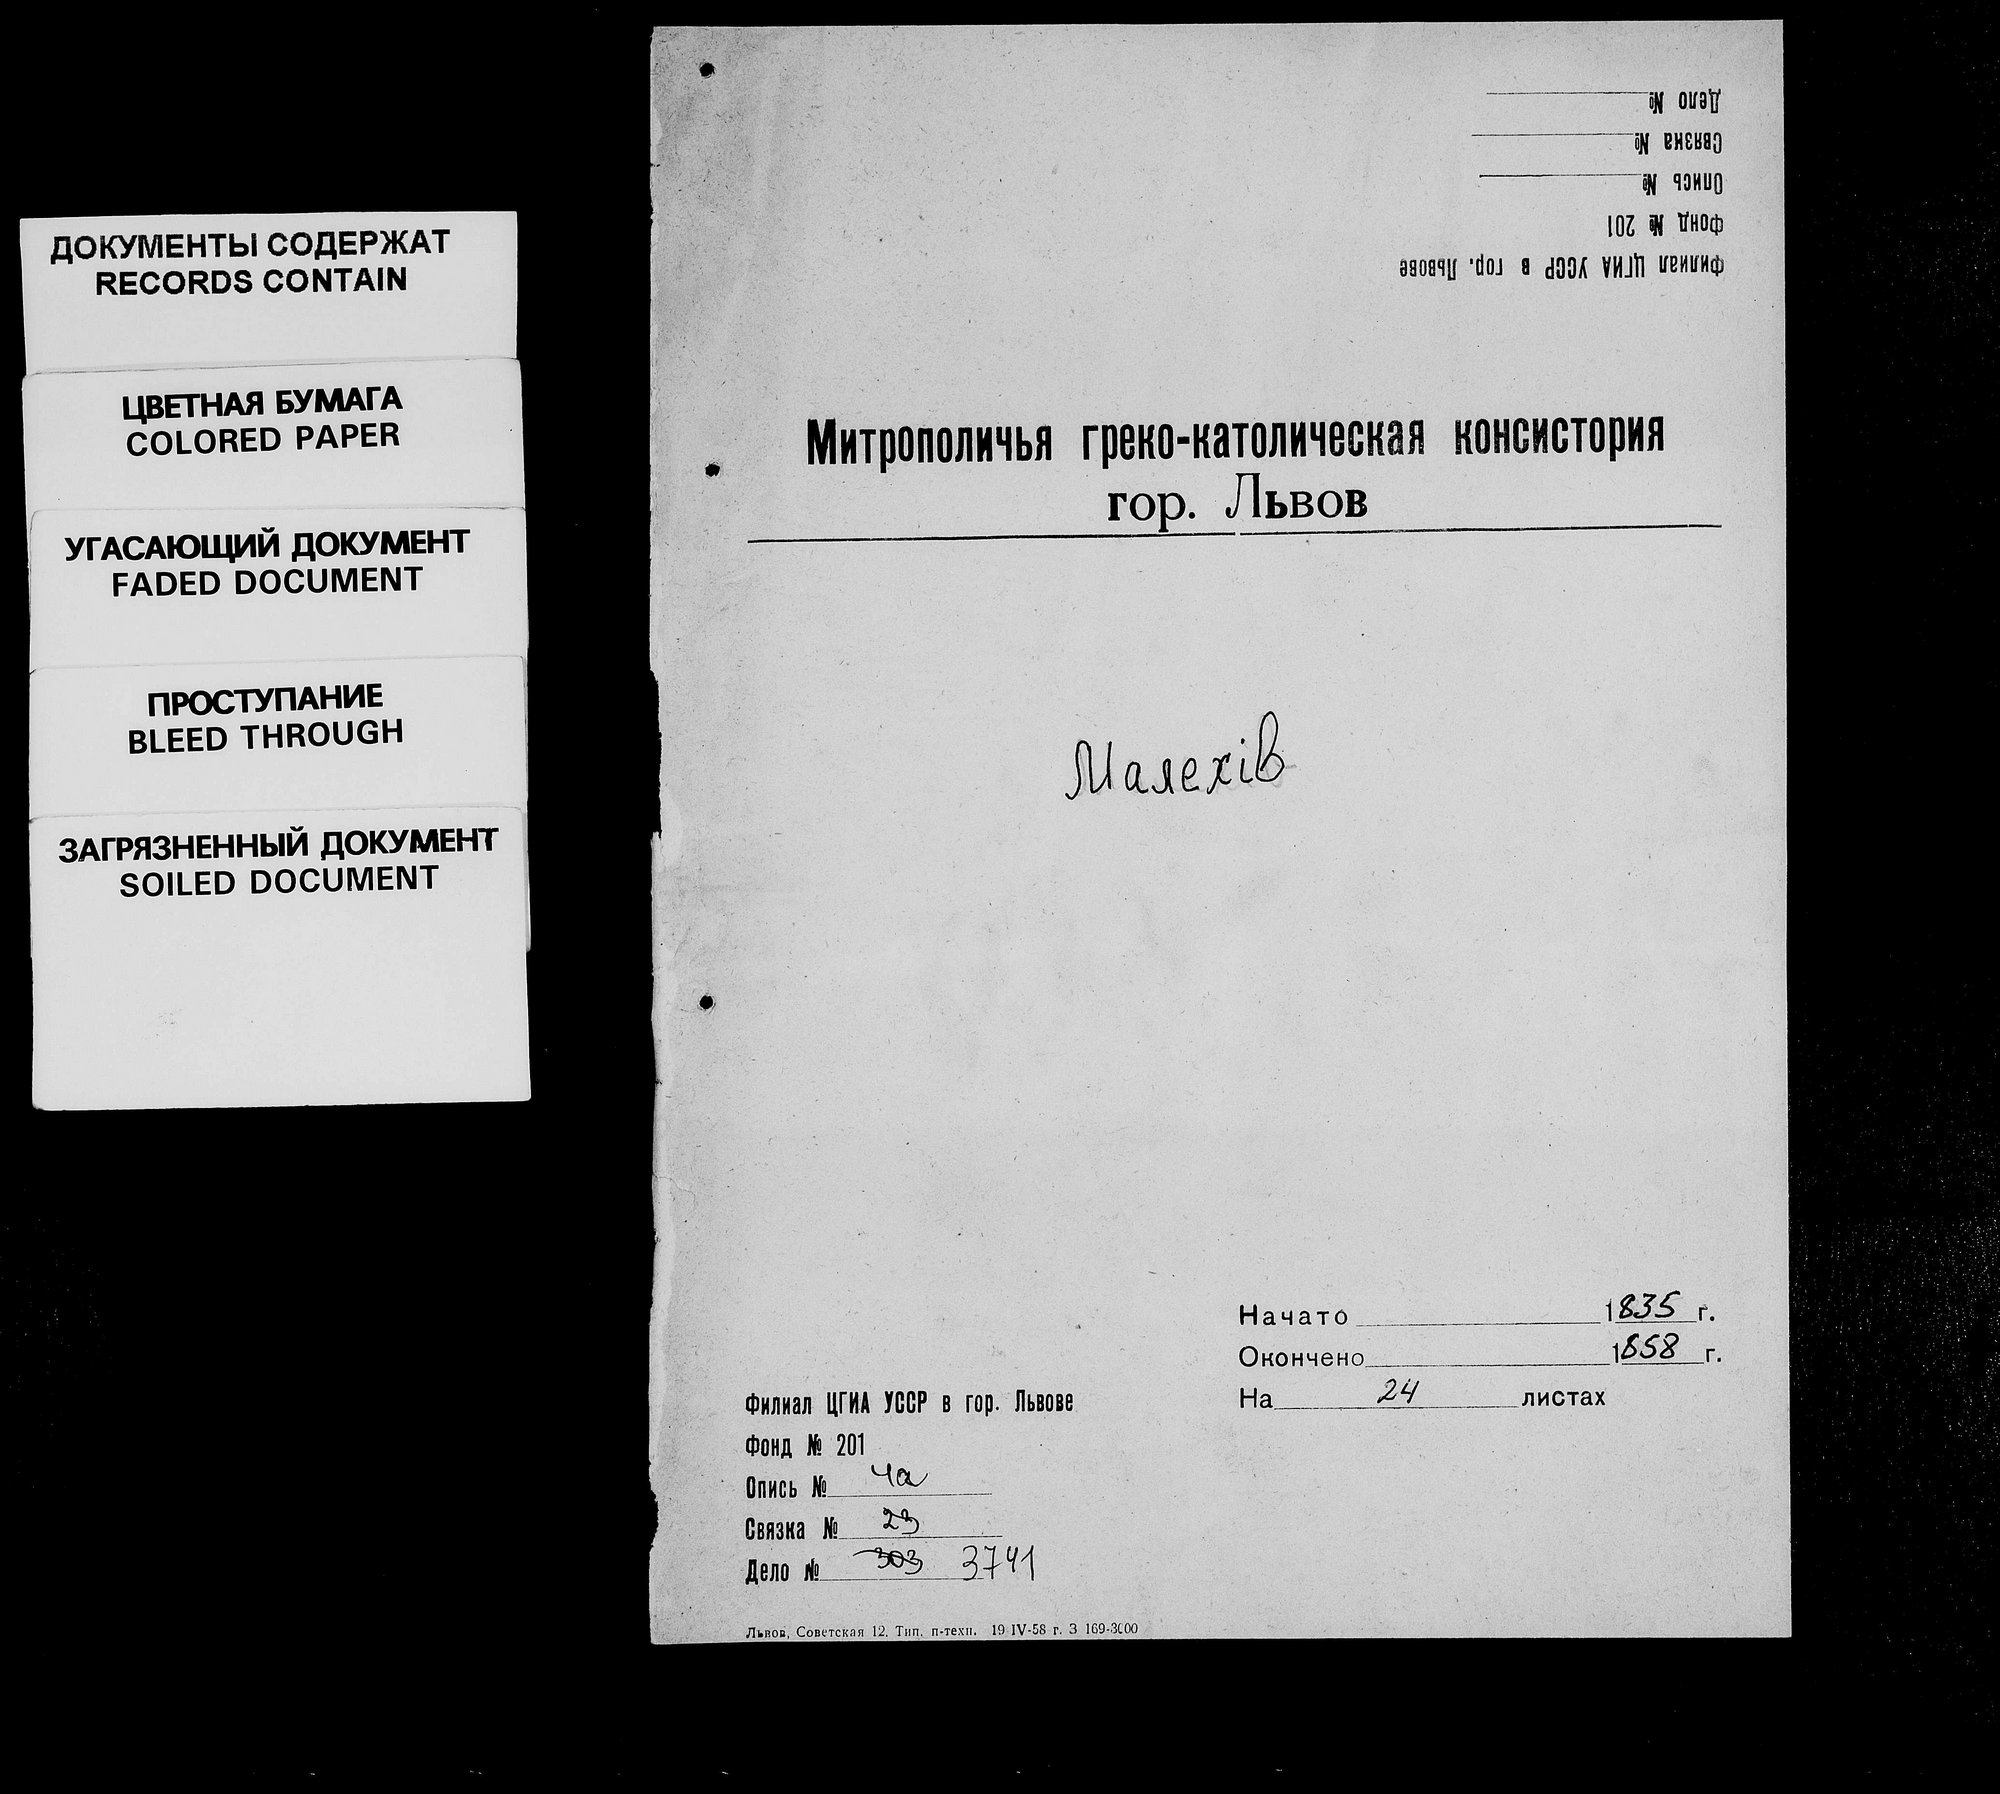 ДОКУМЕНТЫ СОДЕРЖАТ
RECORDS CONTAIN
ЦВЕТНАЯ БУМАГА
COLORED PAPER
УГАСАЮЩИЙ ДОКУМЕНТ
FADED DOCUMENT
ПРОСТУПАНИЕ
BLEED THROUGH
ЗАГРЯЗНЕННЫЙ ДОКУМЕНТ
SOILED DOCUMENT
Филиал ЦГИА УССР в гор. Львове
Фонд № 201
Опись №
Связка №
Дело №
Митрополичья греко-католическая консистория
гор. Львов
Малехів
Начато 1835 г.
Окончено 1858 г.
На 24 листах
Филиал ЦГИА УССР в гор. Львове
Фонд № 201
Опись № 4а
Связка № 23
Дело № 303 3741
Львов, Советская 12. Тип. п-техн. 19 IV-58 г. З 169-3000